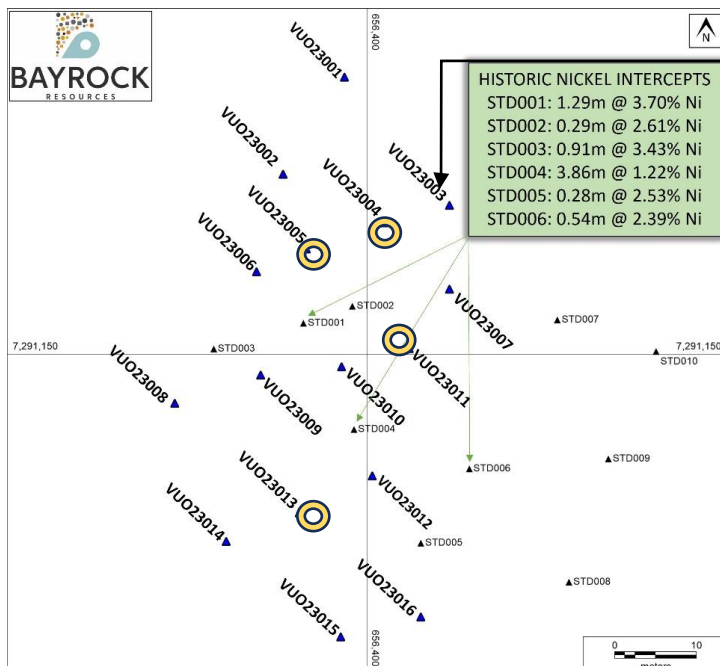 BAYROCK
RESOURCES
656,400
N
HISTORIC NICKEL INTERCEPTS
STD001: 1.29m @ 3.70% Ni
STD002: 0.29m @ 2.61% Ni
STD003: 0.91m @ 3.43% Ni
STD004: 3.86m @ 1.22% Ni
STD005: 0.28m @ 2.53% Ni
STD006: 0.54m @ 2.39% Ni
VUO23001
VUO23002
VUO23003
VUO23004
VUO23005
VUO23006
VUO23007
STD002
STD001
STD007
STD003
7,291,150
7,291,150
STD010
VUO23008
VUO23009
VUO23010
VUO23011
STD004
STD009
STD006
VUO23012
VUO23013
VUO23014
STD005
STD008
VUO23015
VUO23016
656,400
0 10
meters